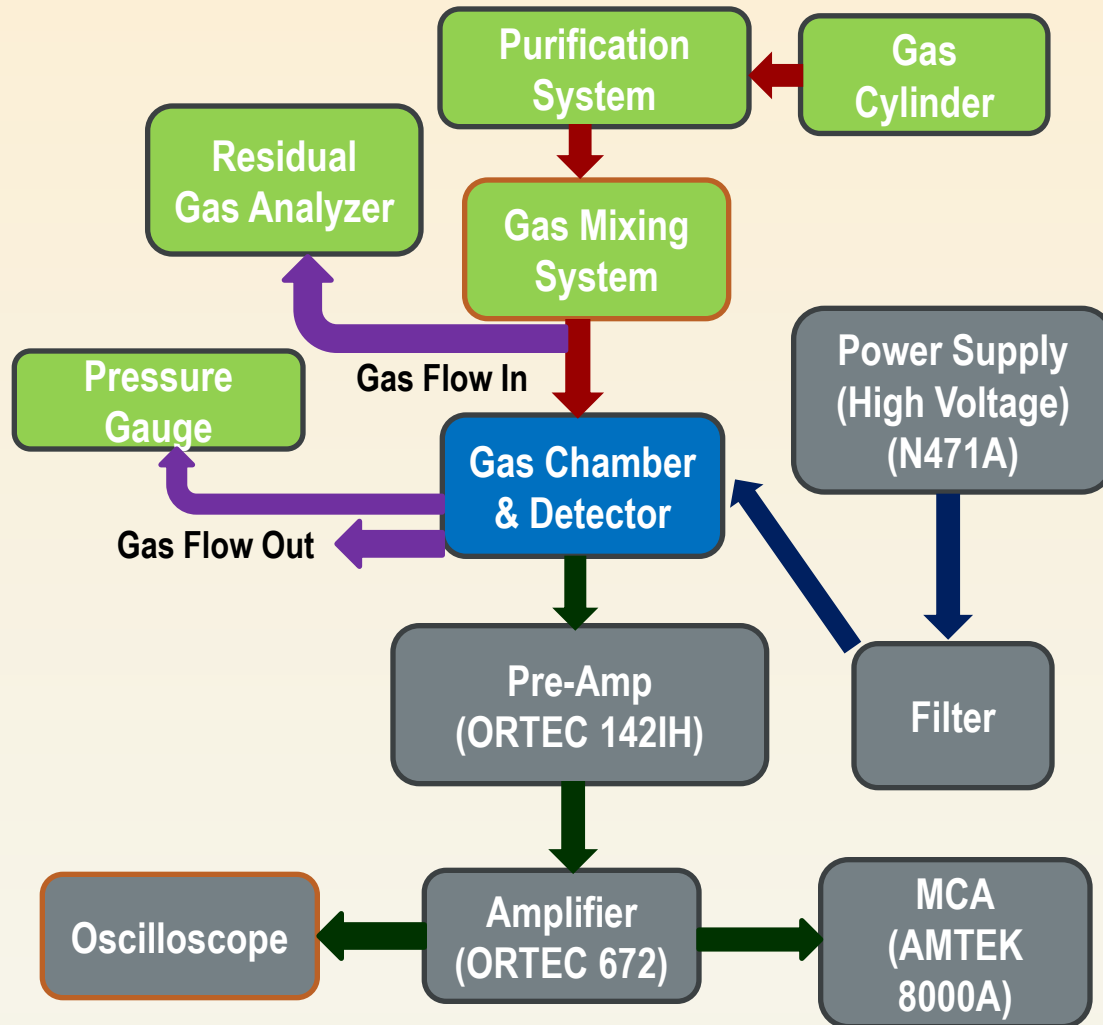 Purification
System
Gas
Cylinder
Residual
Gas Analyzer
Gas Mixing
System
Power Supply
(High Voltage)
(N471A)
Pressure
Gauge
Gas Flow In
Gas Chamber
& Detector
Gas Flow Out
Pre-Amp
(ORTEC 142IH)
Filter
Oscilloscope
Amplifier
(ORTEC 672)
MCA
(AMTEK
8000A)